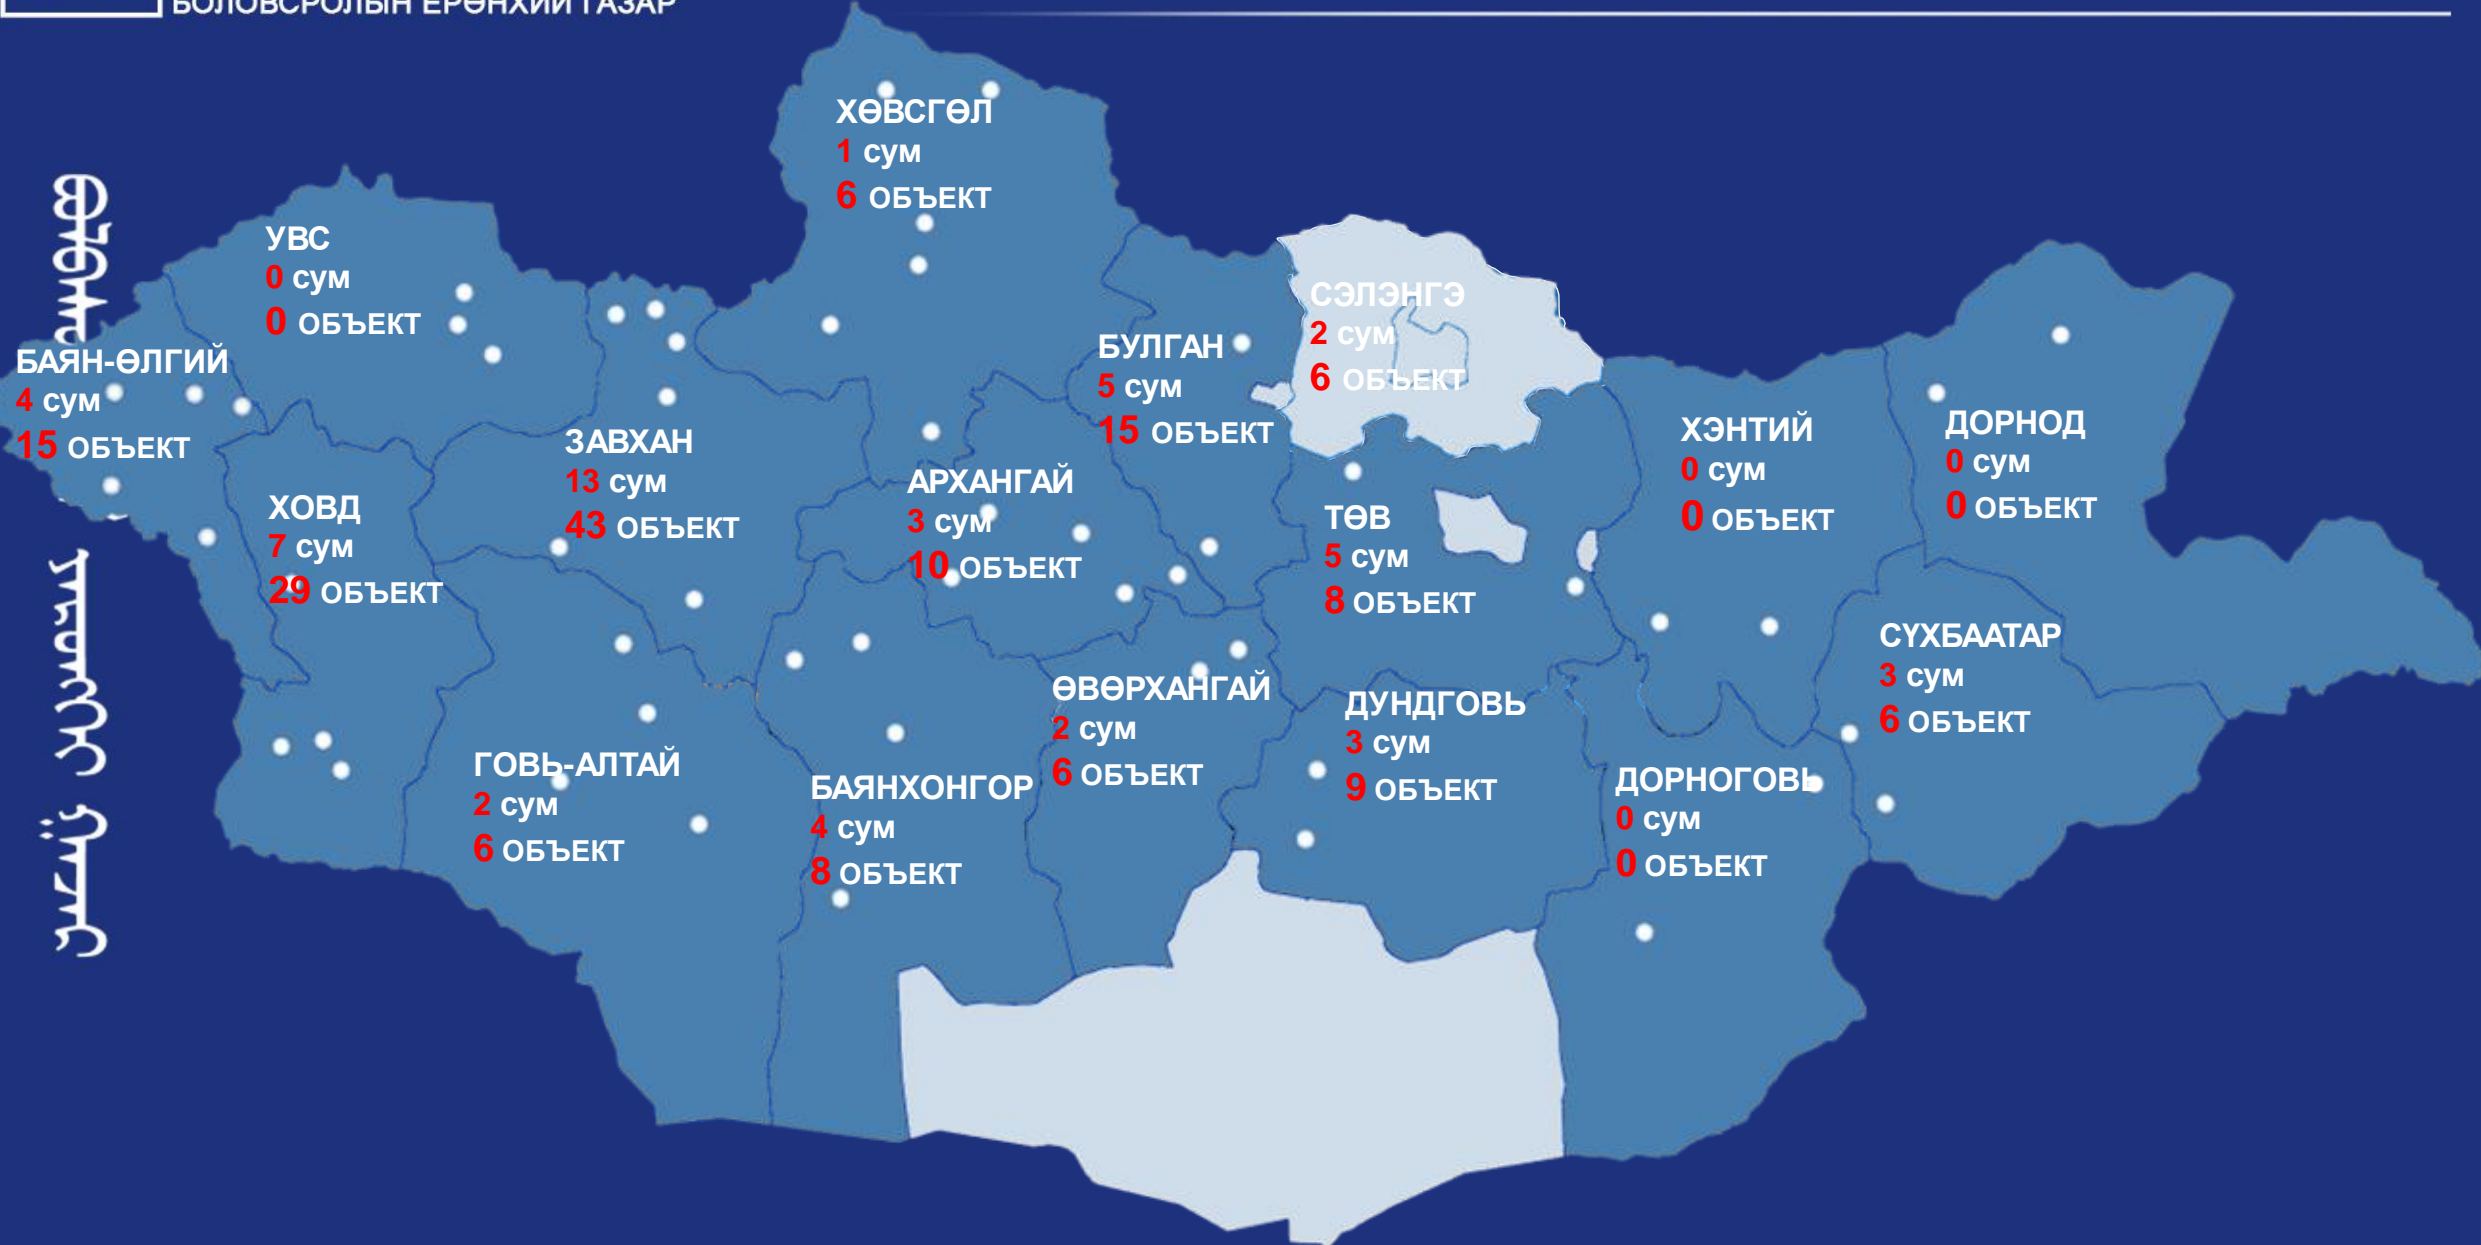 БОЛОВСРОЛЫН ЕРӨНХИЙ ГАЗАР
ХӨВСГӨЛ
1 сум
6 ОБЪЕКТ
УВС
0 сум
0 ОБЪЕКТ
СЭЛЭНГЭ
2 сум
6 ОБЪЕКТ
БАЯН-ӨЛГИЙ
4 сум
15 ОБЪЕКТ
БУЛГАН
5 сум
15 ОБЪЕКТ
ЗАВХАН
13 сум
43 ОБЪЕКТ
ХЭНТИЙ
0 сум
0 ОБЪЕКТ
ДОРНОД
0 сум
0 ОБЪЕКТ
АРХАНГАЙ
3 сум
10 ОБЪЕКТ
ХОВД
7 сум
29 ОБЪЕКТ
ТӨВ
5 сум
8 ОБЪЕКТ
СҮХБААТАР
3 сум
6 ОБЪЕКТ
ӨВӨРХАНГАЙ
2 сум
6 ОБЪЕКТ
ДУНДГОВЬ
3 сум
9 ОБЪЕКТ
ГОВЬ-АЛТАЙ
2 сум
6 ОБЪЕКТ
БАЯНХОНГОР
4 сум
8 ОБЪЕКТ
ДОРНОГОВЬ
0 сум
0 ОБЪЕКТ